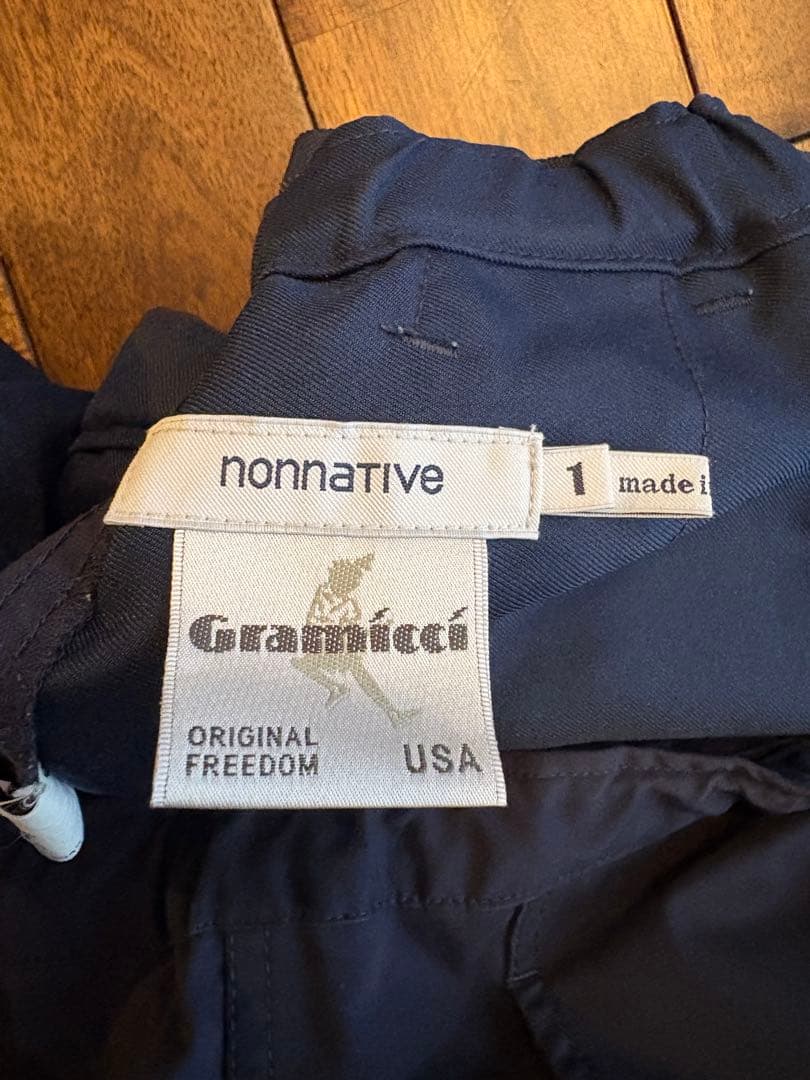 nonnative
1
made i
Gramicci
ORIGINAL
FREEDOM
USA